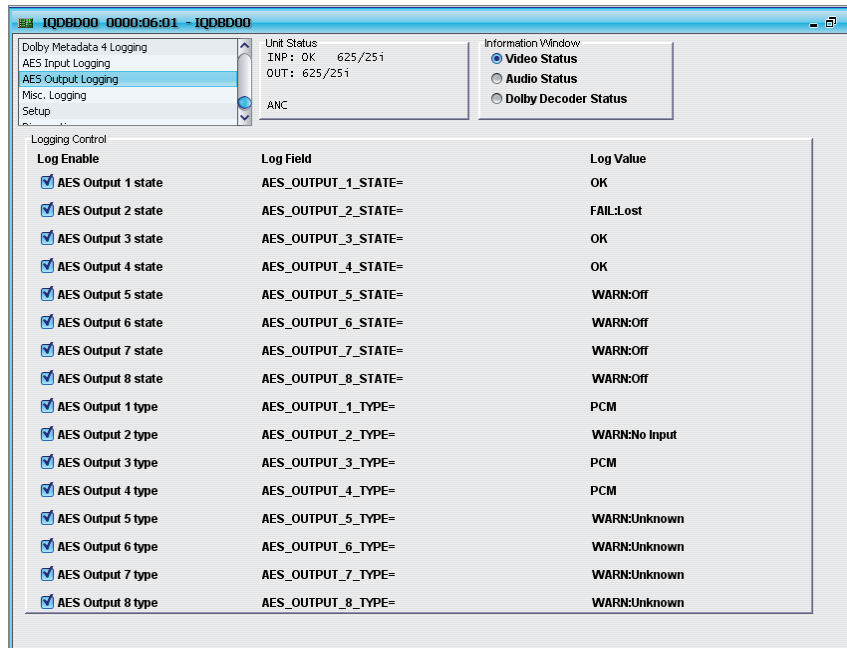 IQDBD00 0000:06:01 - IQDBD00
Dolby Metadata 4 Logging
AES Input Logging
AES Output Logging
Misc. Logging
Setup
Unit Status
INP: OK 625/25i
OUT: 625/25i
ANC
Information Window
Video Status
Audio Status
Dolby Decoder Status
Logging Control
Log Enable Log Field Log Value
AES Output 1 state AES_OUTPUT_1_STATE= OK
AES Output 2 state AES_OUTPUT_2_STATE= FAIL:Lost
AES Output 3 state AES_OUTPUT_3_STATE= OK
AES Output 4 state AES_OUTPUT_4_STATE= OK
AES Output 5 state AES_OUTPUT_5_STATE= WARN:Off
AES Output 6 state AES_OUTPUT_6_STATE= WARN:Off
AES Output 7 state AES_OUTPUT_7_STATE= WARN:Off
AES Output 8 state AES_OUTPUT_8_STATE= WARN:Off
AES Output 1 type AES_OUTPUT_1_TYPE= PCM
AES Output 2 type AES_OUTPUT_2_TYPE= WARN:No Input
AES Output 3 type AES_OUTPUT_3_TYPE= PCM
AES Output 4 type AES_OUTPUT_4_TYPE= PCM
AES Output 5 type AES_OUTPUT_5_TYPE= WARN:Unknown
AES Output 6 type AES_OUTPUT_6_TYPE= WARN:Unknown
AES Output 7 type AES_OUTPUT_7_TYPE= WARN:Unknown
AES Output 8 type AES_OUTPUT_8_TYPE= WARN:Unknown